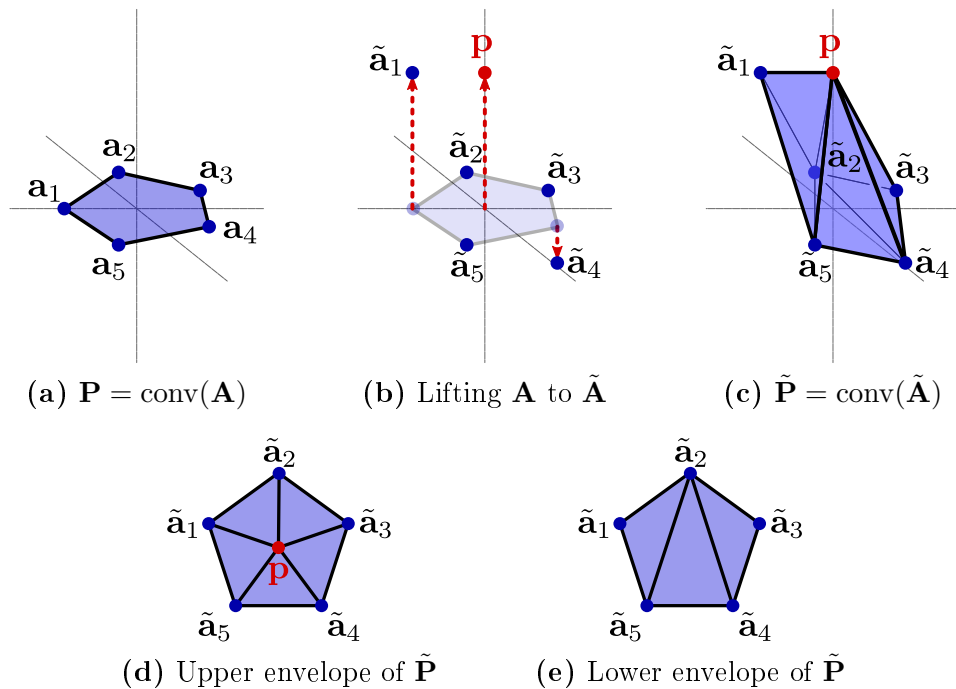 ã₁ p p
ã₁
a₂ ã₂ ã₂ ã₃
a₁ a₃ ã₃
a₄
a₅ ã₅ ã₄ ã₅ ã₄
(a) P = conv(A) (b) Lifting A to Ã (c) P̃ = conv(Ã)
ã₂ ã₂
ã₁ ã₃ ã₁ ã₃
p
ã₅ ã₄ ã₅ ã₄
(d) Upper envelope of P̃ (e) Lower envelope of P̃